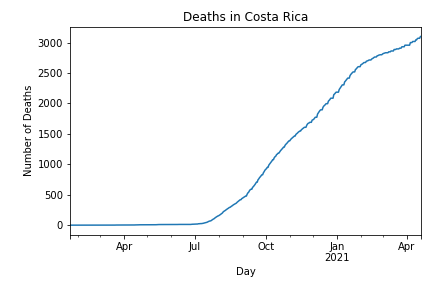 Deaths in Costa Rica
Number of Deaths
3000
2500
2000
1500
1000
500
0
Apr
Jul
Oct
Jan
2021
Apr
Day